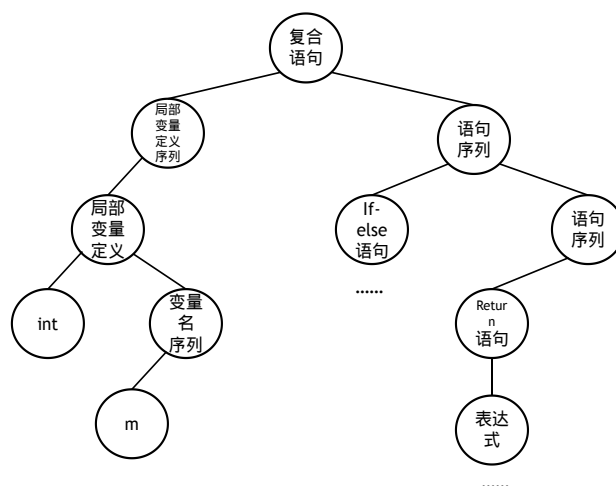 复合
语句
局部
变量
定义
序列
语句
序列
局部
变量
定义
If-
else
语句
语句
序列
......
int
变量
名
序列
Retur
n
语句
m
表达
式
......